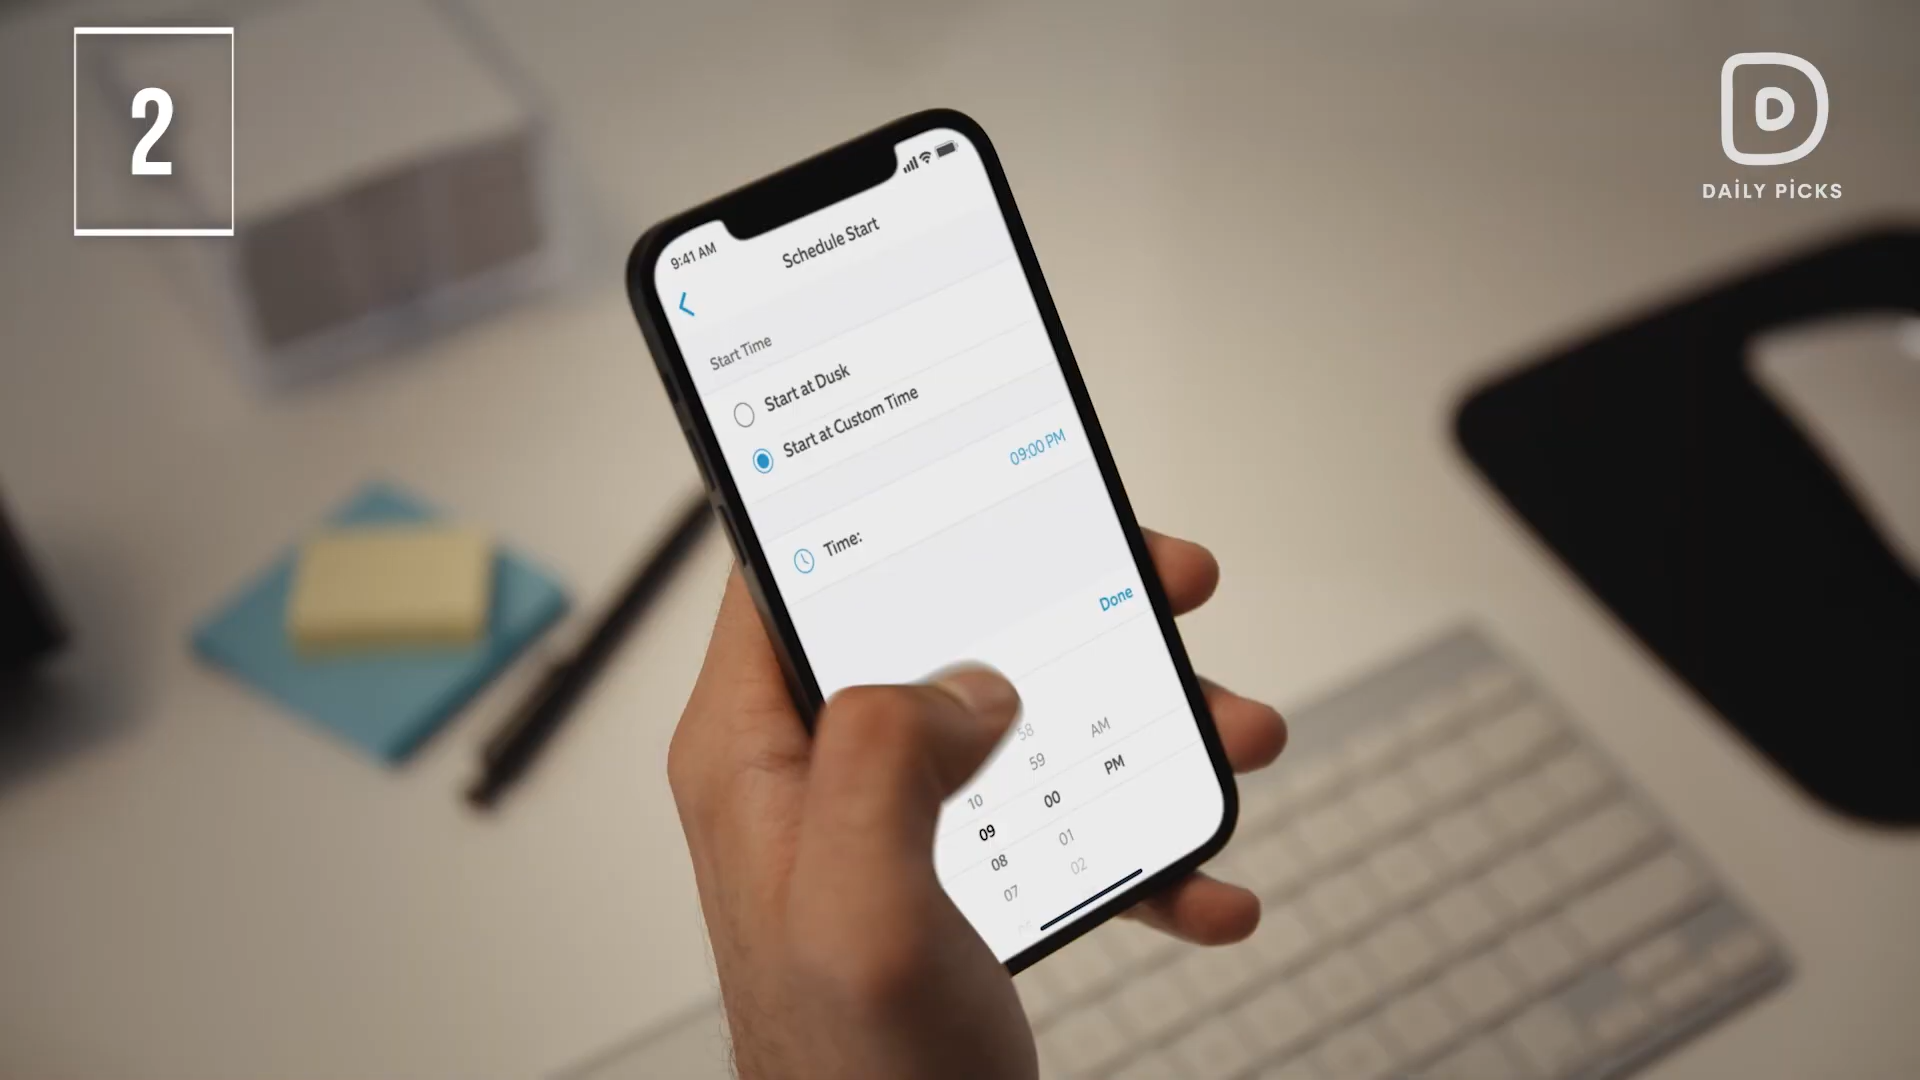 2
DAILY PICKS
9:41 AM
Schedule Start
Start Time
Start at Dusk
Start at Custom Time
09:00 PM
Time:
Done
58
59 AM
10 00 PM
09 01
08 02
07